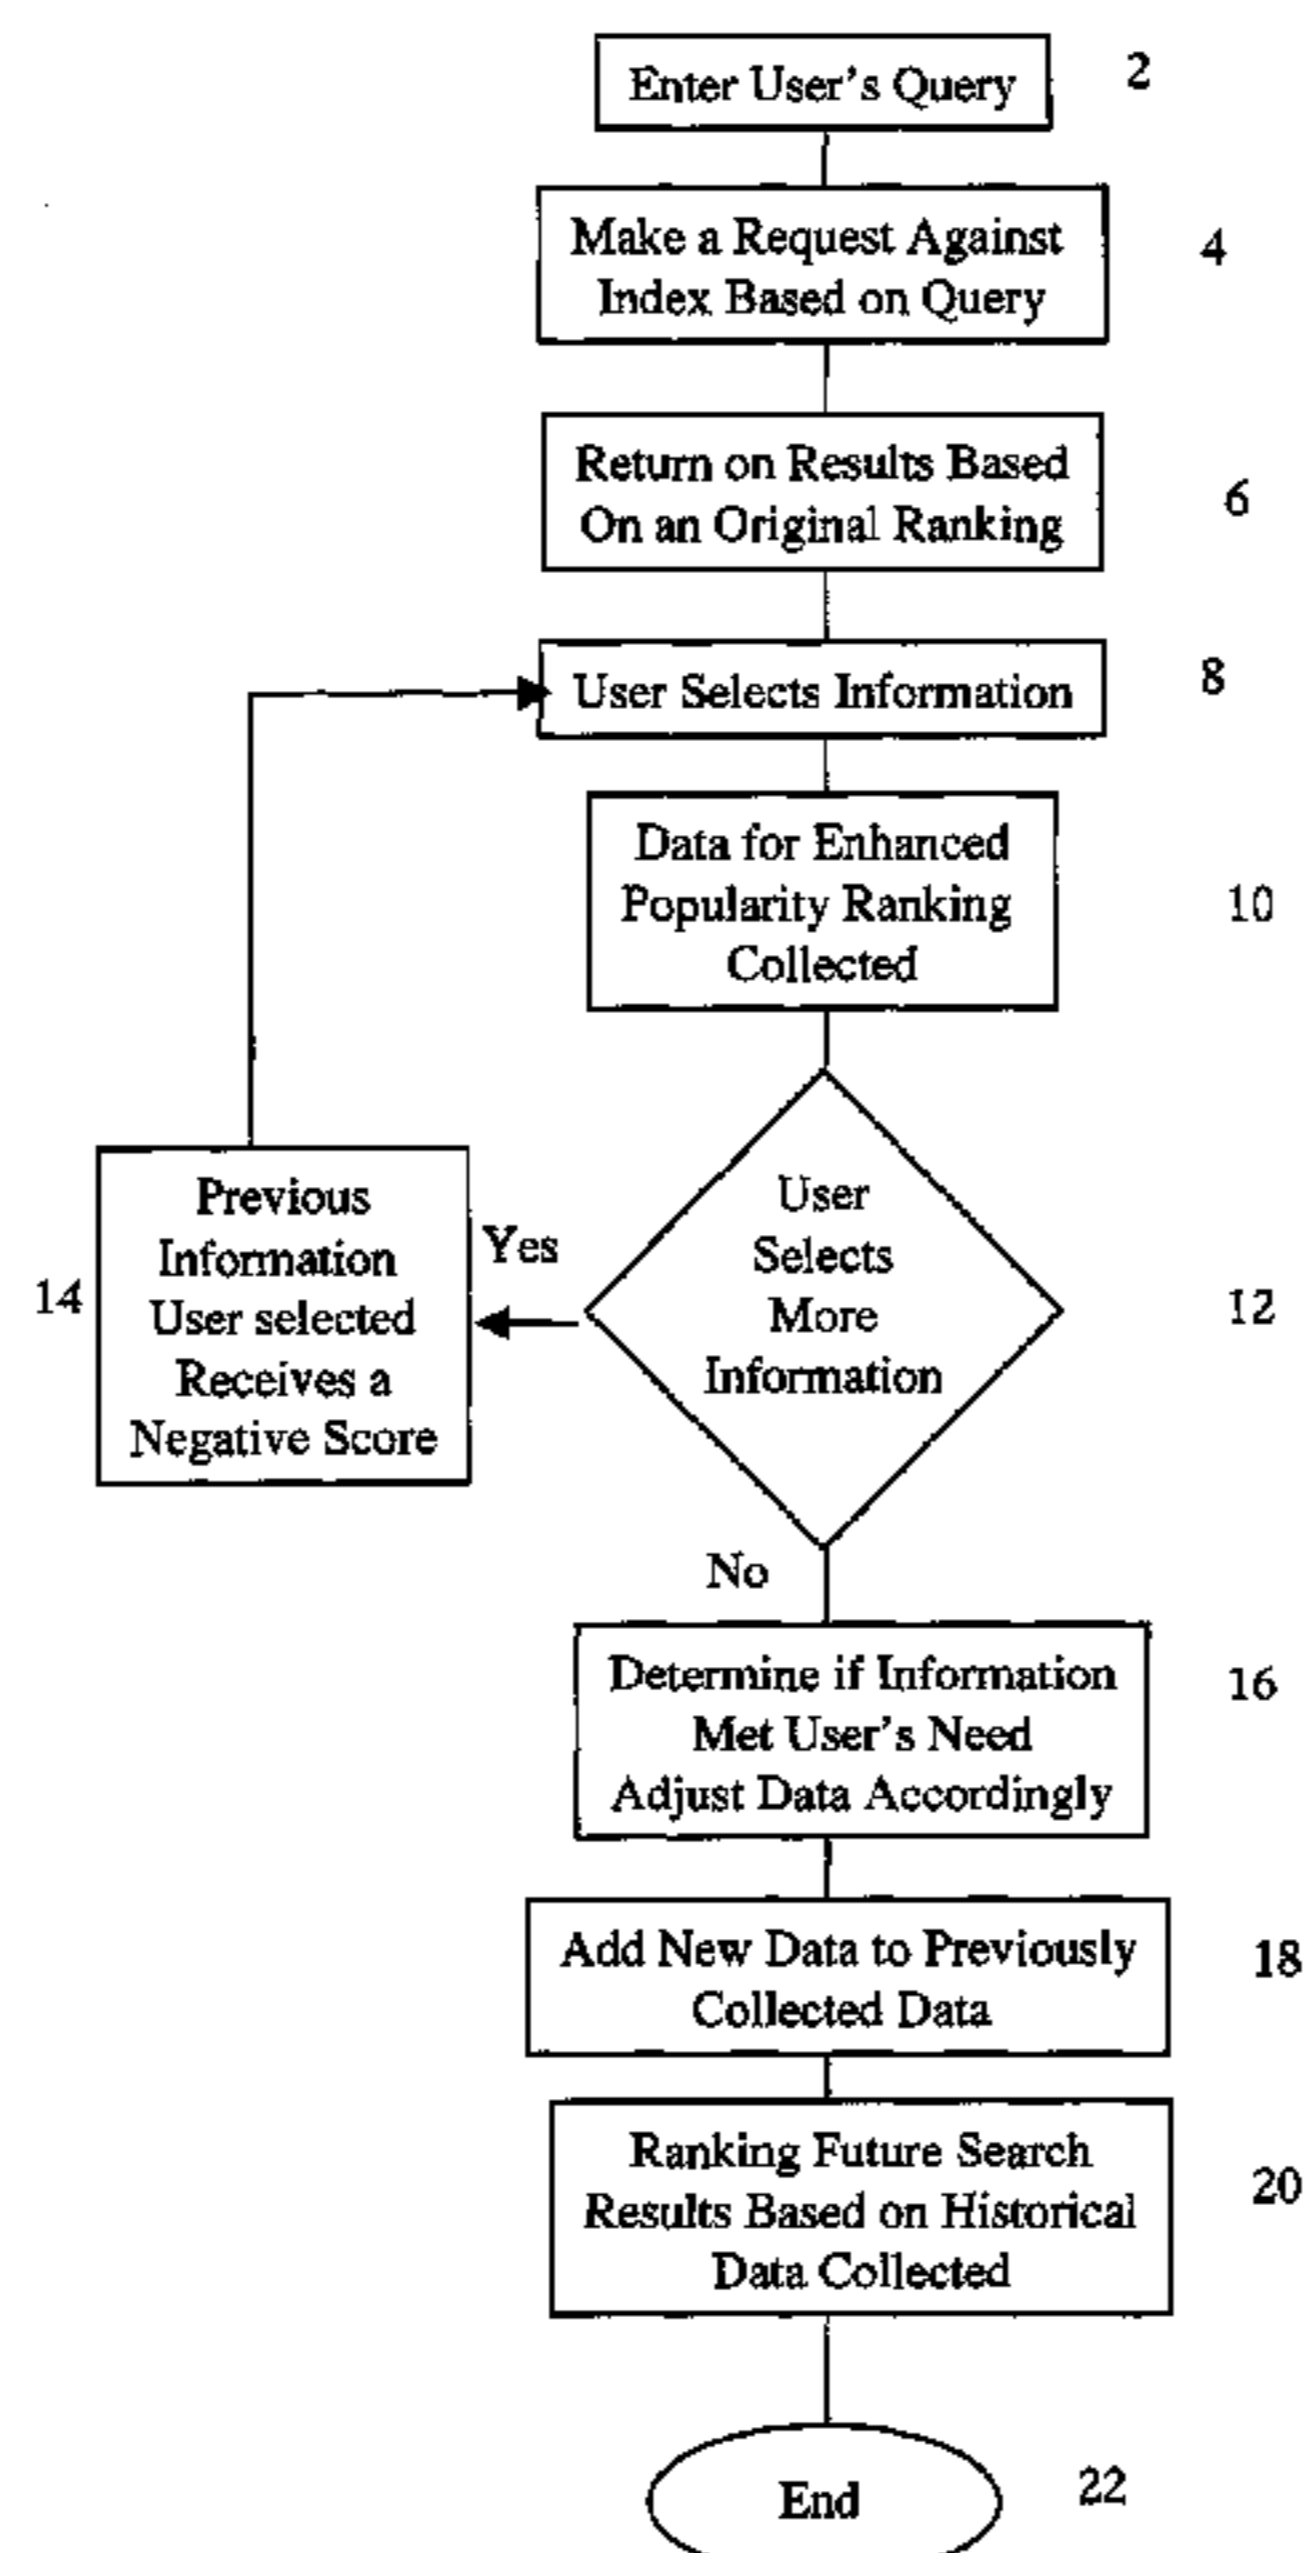 Enter User's Query
2
Make a Request Against
Index Based on Query
4
Return on Results Based
On an Original Ranking
6
User Selects Information
8
Data for Enhanced
Popularity Ranking
Collected
10
User
Selects
More
Information
12
Yes
Previous
Information
User selected
Receives a
Negative Score
14
No
Determine if Information
Met User's Need
Adjust Data Accordingly
16
Add New Data to Previously
Collected Data
18
Ranking Future Search
Results Based on Historical
Data Collected
20
End
22